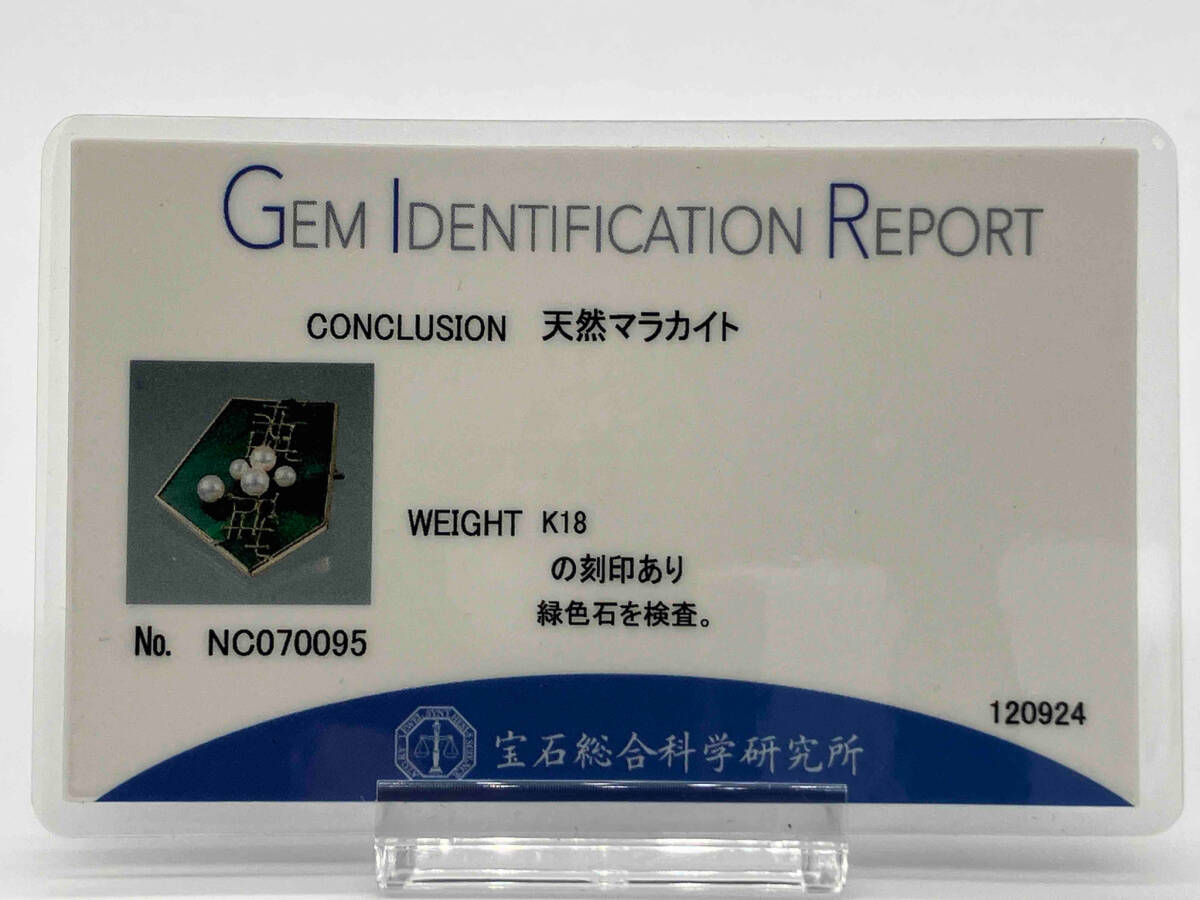 GEM IDENTIFICATION REPORT
CONCLUSION 天然マラカイト
WEIGHT K18
の刻印あり
緑色石を検査。
No. NC070095
120924
宝石総合科学研究所